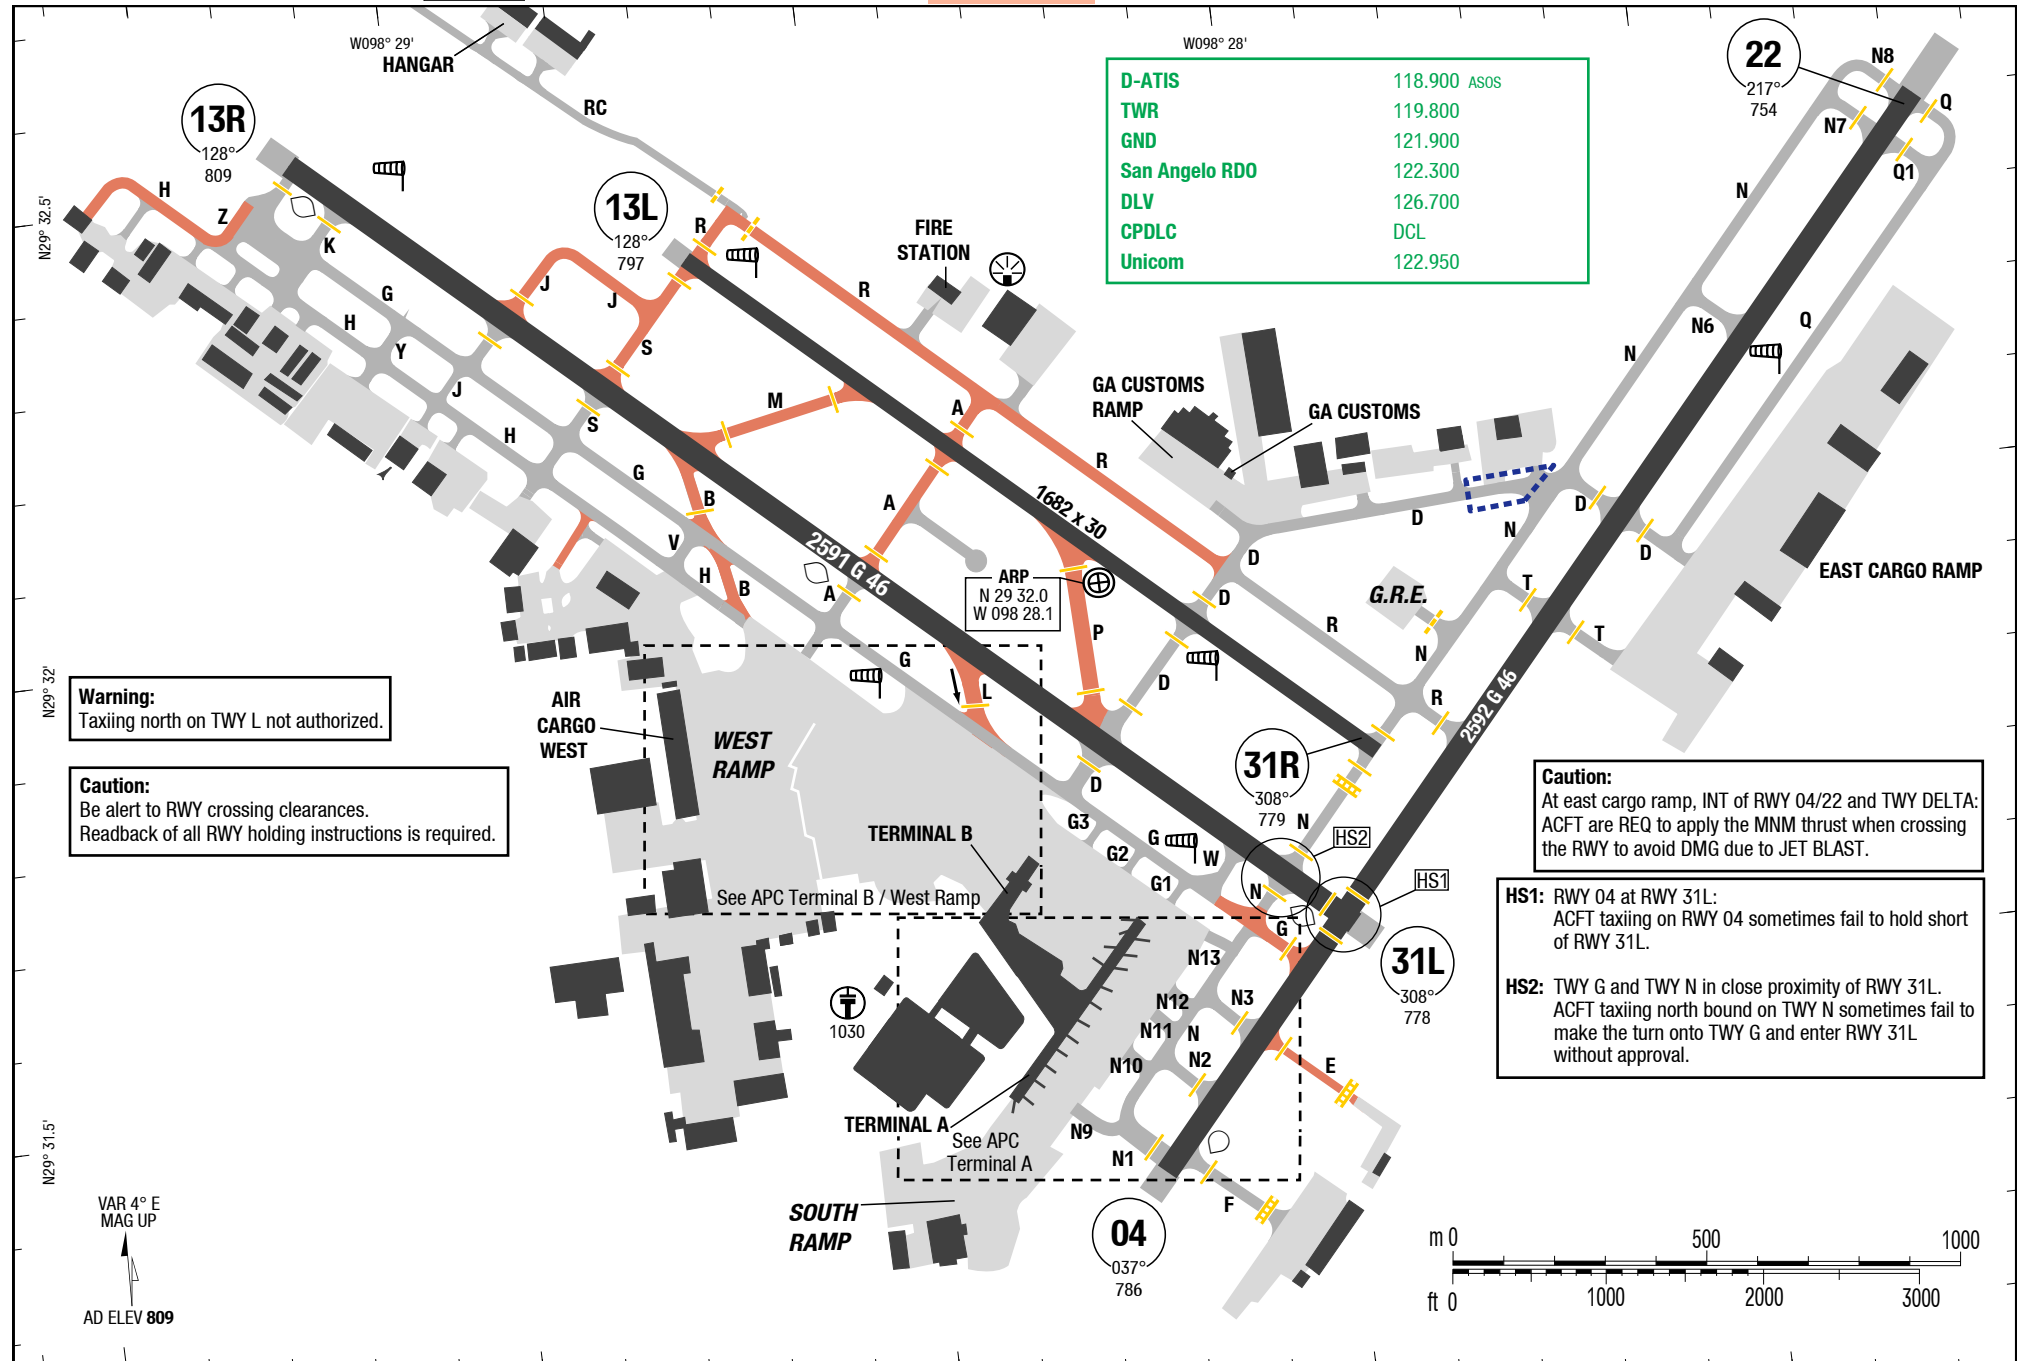 W098° 29'
W098° 28'
HANGAR
RC
13R
128°
809
13L
128°
797
22
217°
754
N8
Q
N7
Q1
D-ATIS 118.900 ASOS
TWR 119.800
GND 121.900
San Angelo RDO 122.300
DLV 126.700
CPDLC DCL
Unicom 122.950
N29° 32.5'
H
Z
K
R
FIRE
STATION
N
G
J
J
R
H
Y
S
J
N6
Q
N
M
A
GA CUSTOMS
RAMP
GA CUSTOMS
S
H
G
R
B
A
1682 x 30
D
N
D
D
V
2591 G 46
H
B
A
ARP
N 29 32.0
W 098 28.1
D
D
P
R
G.R.E.
T
T
EAST CARGO RAMP
N
G
L
D
R
2592 G 46
N29° 32'
Warning:
Taxiing north on TWY L not authorized.
AIR
CARGO
WEST
WEST
RAMP
31R
308°
779
Caution:
Be alert to RWY crossing clearances.
Readback of all RWY holding instructions is required.
Caution:
At east cargo ramp, INT of RWY 04/22 and TWY DELTA:
ACFT are REQ to apply the MNM thrust when crossing
the RWY to avoid DMG due to JET BLAST.
D
G3
TERMINAL B
G
G2
W
G1
N
HS2
N
HS1
See APC Terminal B / West Ramp
G
HS1: RWY 04 at RWY 31L:
ACFT taxiing on RWY 04 sometimes fail to hold short
of RWY 31L.
HS2: TWY G and TWY N in close proximity of RWY 31L.
ACFT taxiing north bound on TWY N sometimes fail to
make the turn onto TWY G and enter RWY 31L
without approval.
31L
308°
778
N13
N12
N3
N11
N
N10
N2
E
1030
TERMINAL A
See APC
Terminal A
N9
N1
F
N29° 31.5'
SOUTH
RAMP
04
037°
786
VAR 4° E
MAG UP
AD ELEV 809
m 0 500 1000
ft 0 1000 2000 3000